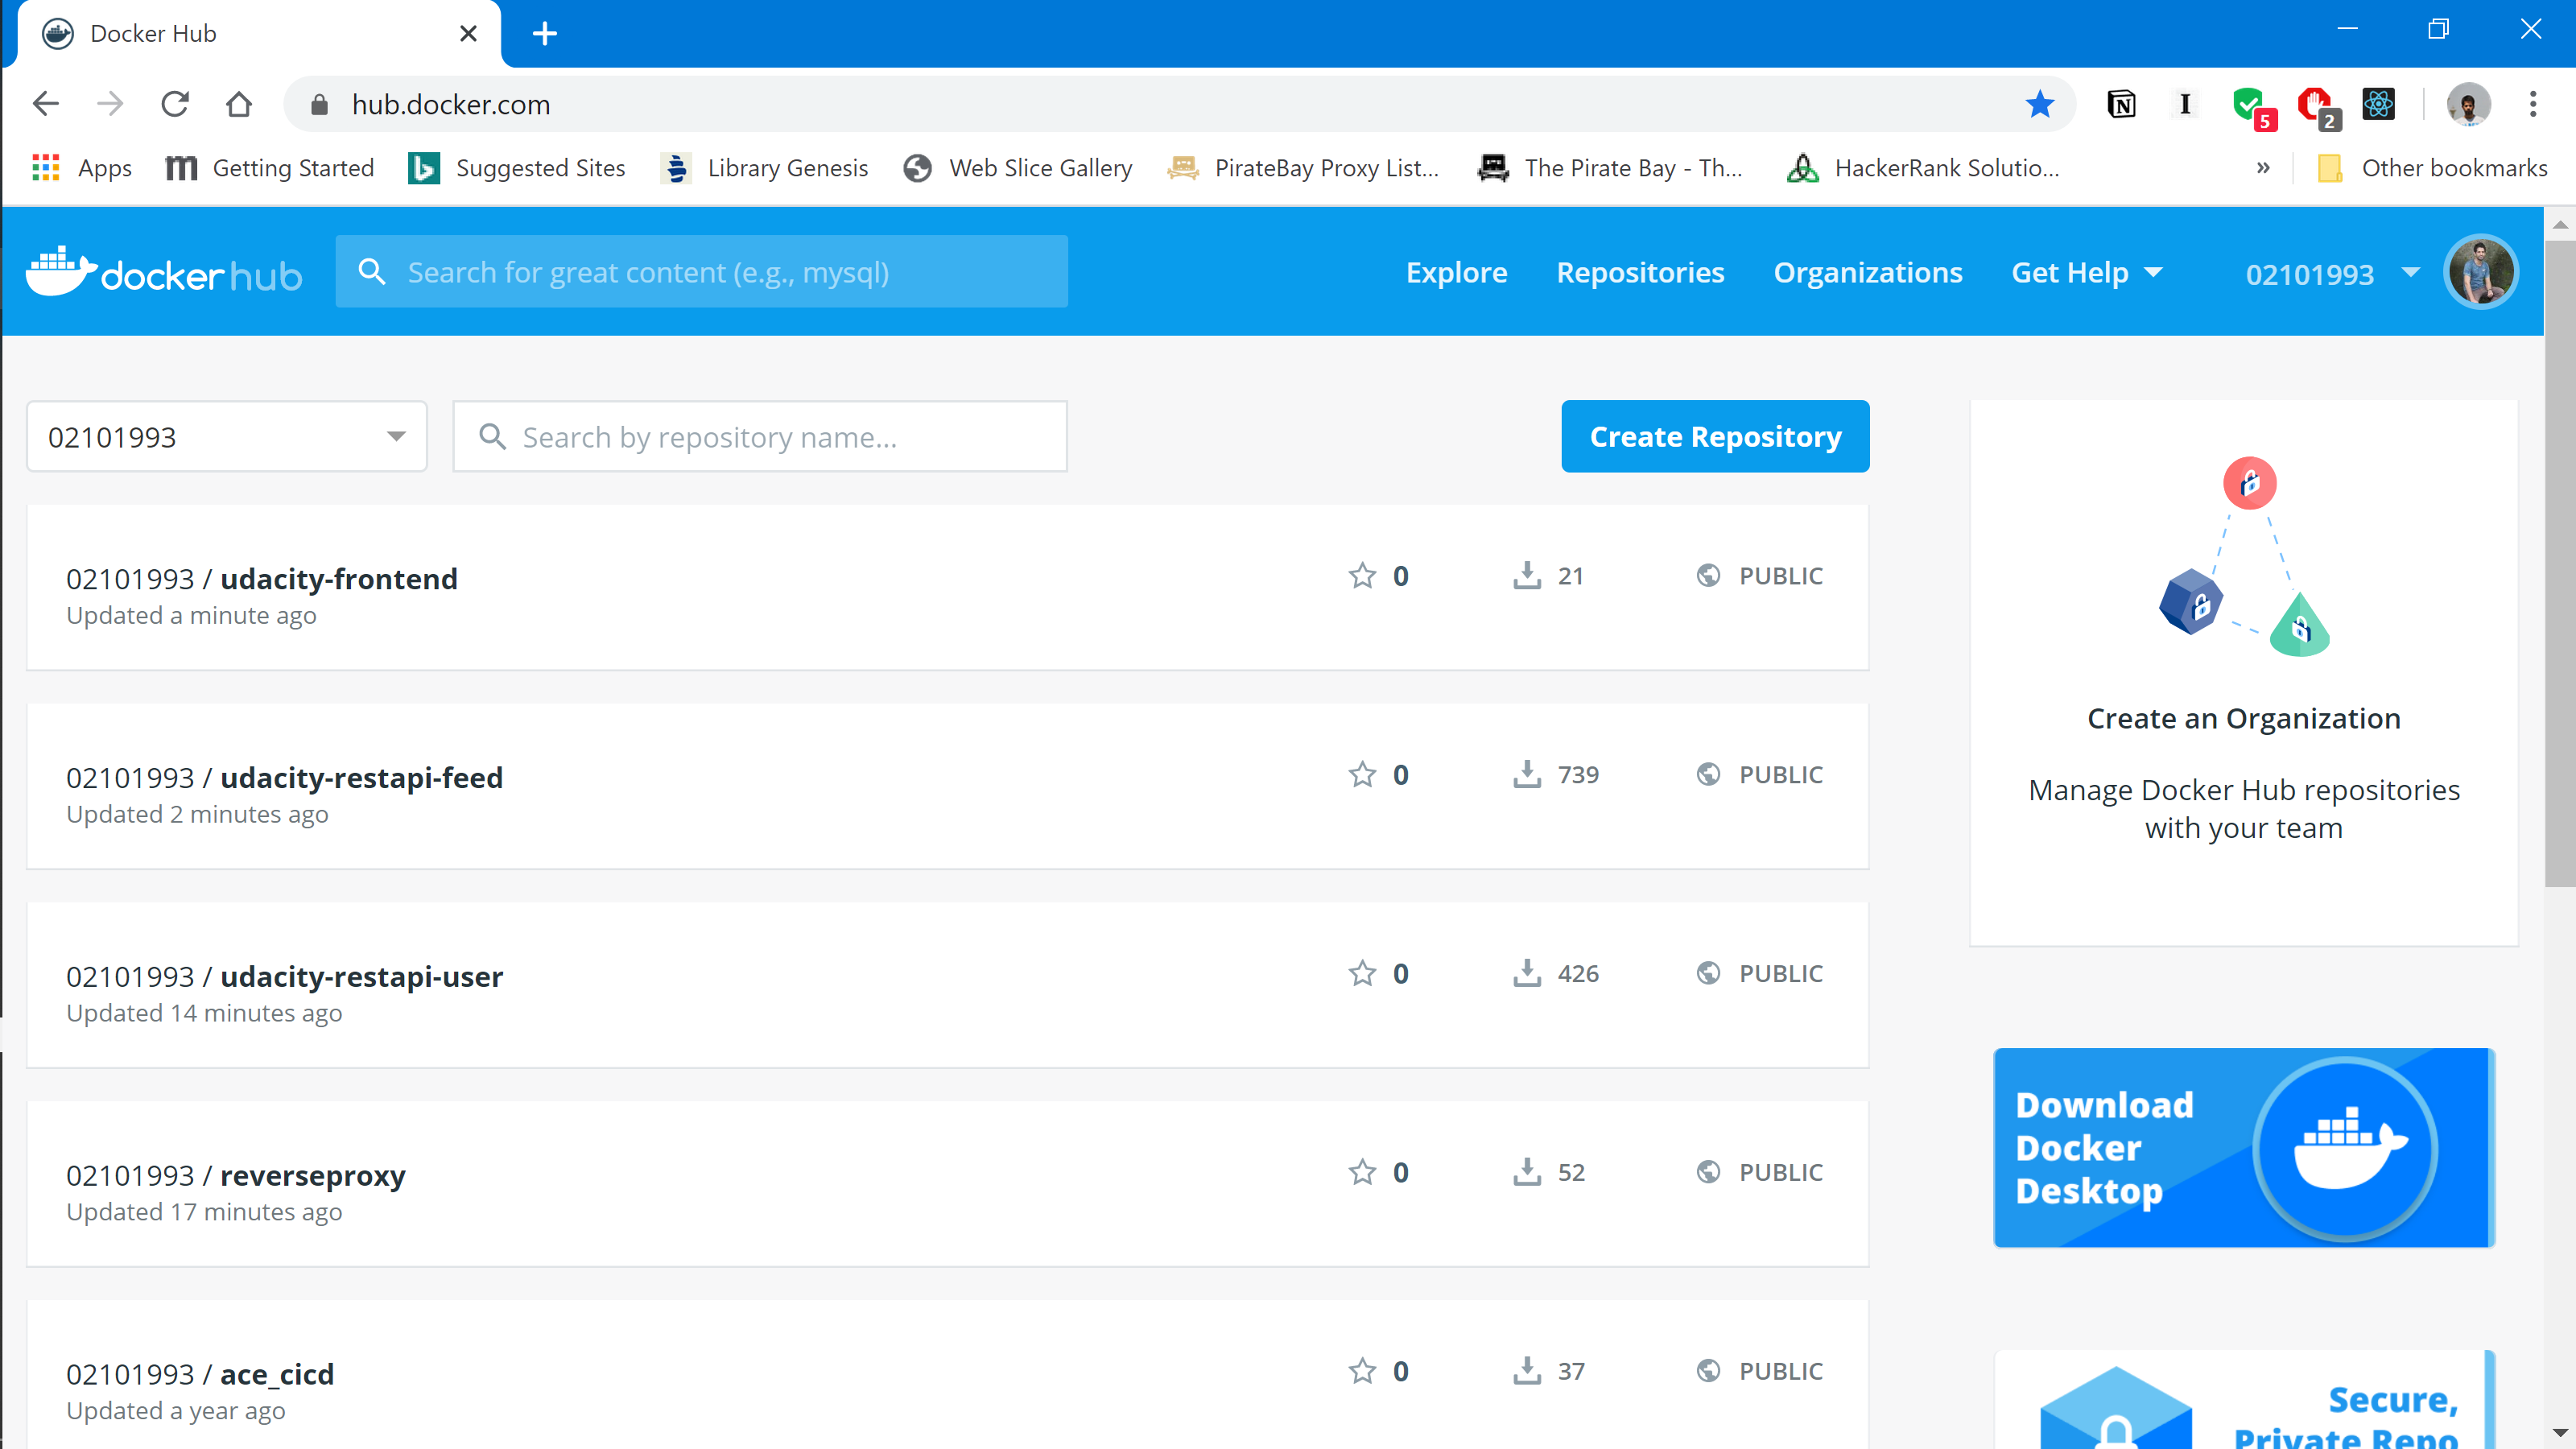 Docker Hub
hub.docker.com
5
2
Apps
Getting Started
Suggested Sites
Library Genesis
Web Slice Gallery
PirateBay Proxy List...
The Pirate Bay - Th...
HackerRank Solutio...
»
Other bookmarks
docker hub
Search for great content (e.g., mysql)
Explore
Repositories
Organizations
Get Help
02101993
02101993
Search by repository name...
Create Repository
02101993 / udacity-frontend
Updated a minute ago
0
21
PUBLIC
02101993 / udacity-restapi-feed
Updated 2 minutes ago
0
739
PUBLIC
02101993 / udacity-restapi-user
Updated 14 minutes ago
0
426
PUBLIC
02101993 / reverseproxy
Updated 17 minutes ago
0
52
PUBLIC
02101993 / ace_cicd
Updated a year ago
0
37
PUBLIC
Create an Organization
Manage Docker Hub repositories
with your team
Download
Docker
Desktop
Secure,
Private Repo